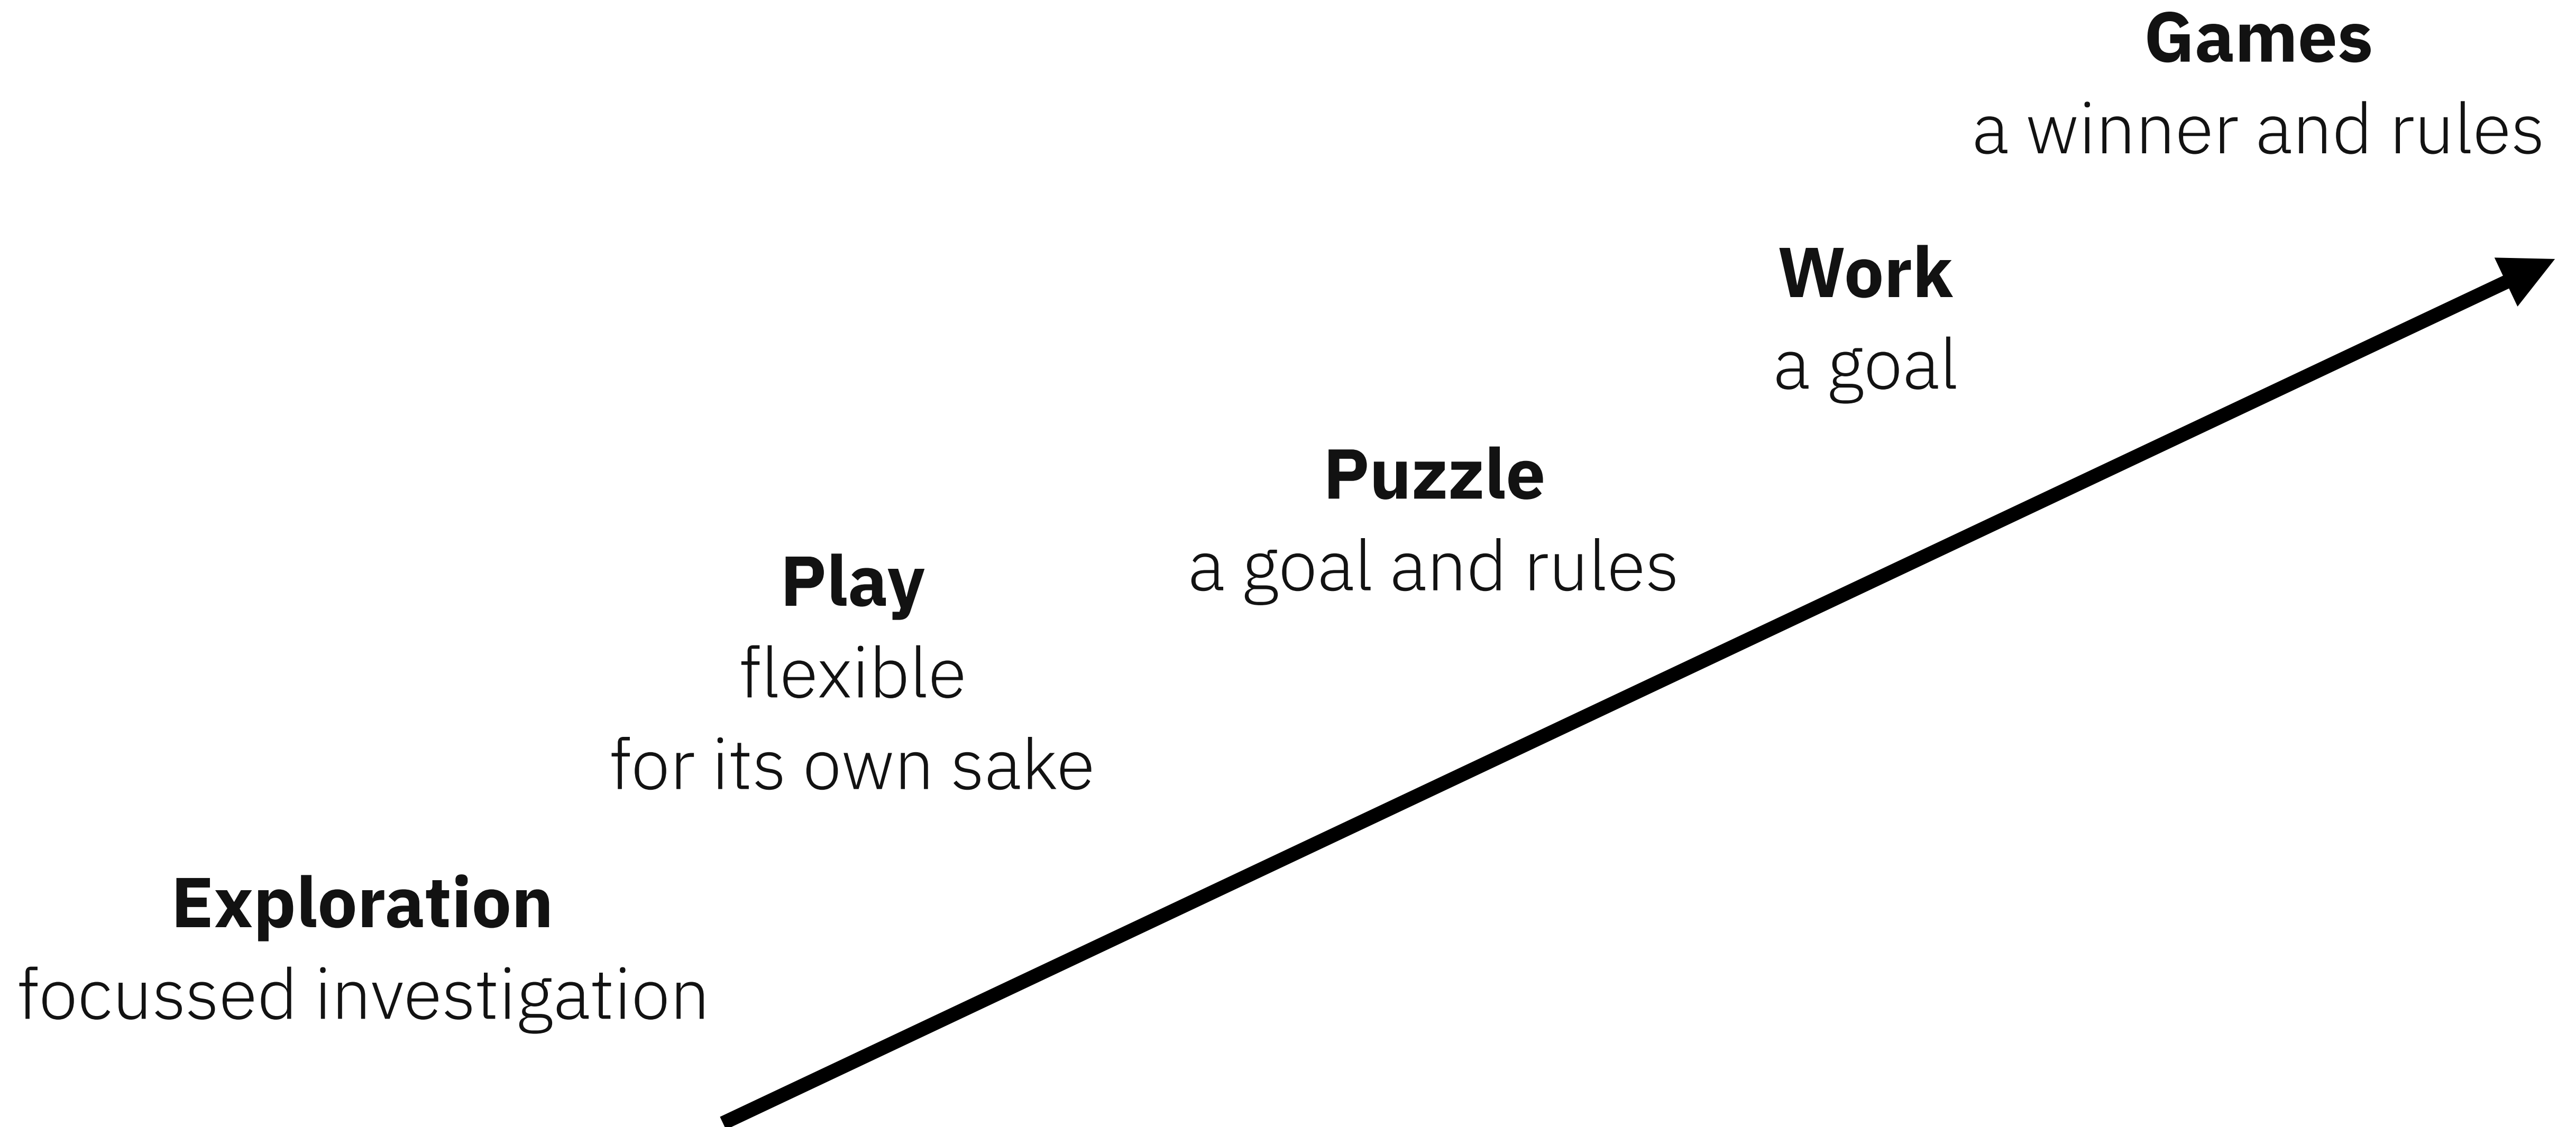 Games
a winner and rules
Work
a goal
Puzzle
a goal and rules
Play
flexible
for its own sake
Exploration
focussed investigation